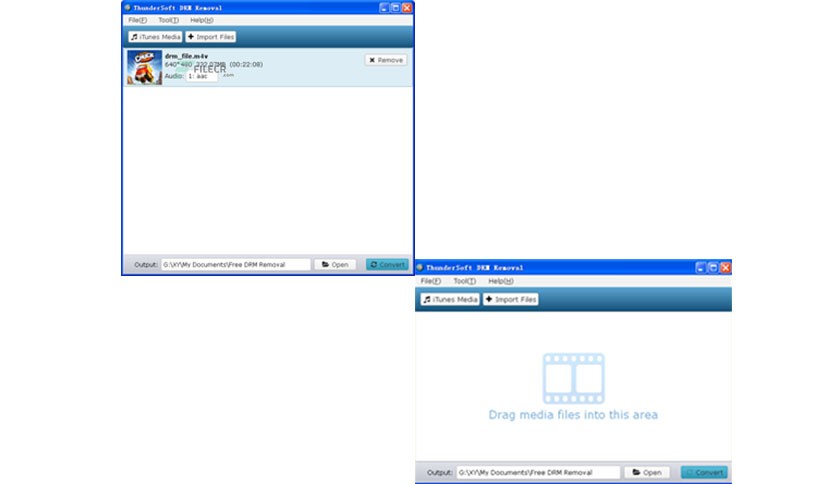 ThunderSoft DRM Removal
File(F) Tool(T) Help(H)
iTunes Media Import Files
drm_file.m4v
640*480 (00:22:08)
Remove
Audio: 1: aac
FILECR
.com
Output: G:\XY\My Documents\Free DRM Removal Open Convert
ThunderSoft DRM Removal
File(F) Tool(T) Help(H)
iTunes Media Import Files
Drag media files into this area
Output: G:\XY\My Documents\Free DRM Removal Open Convert